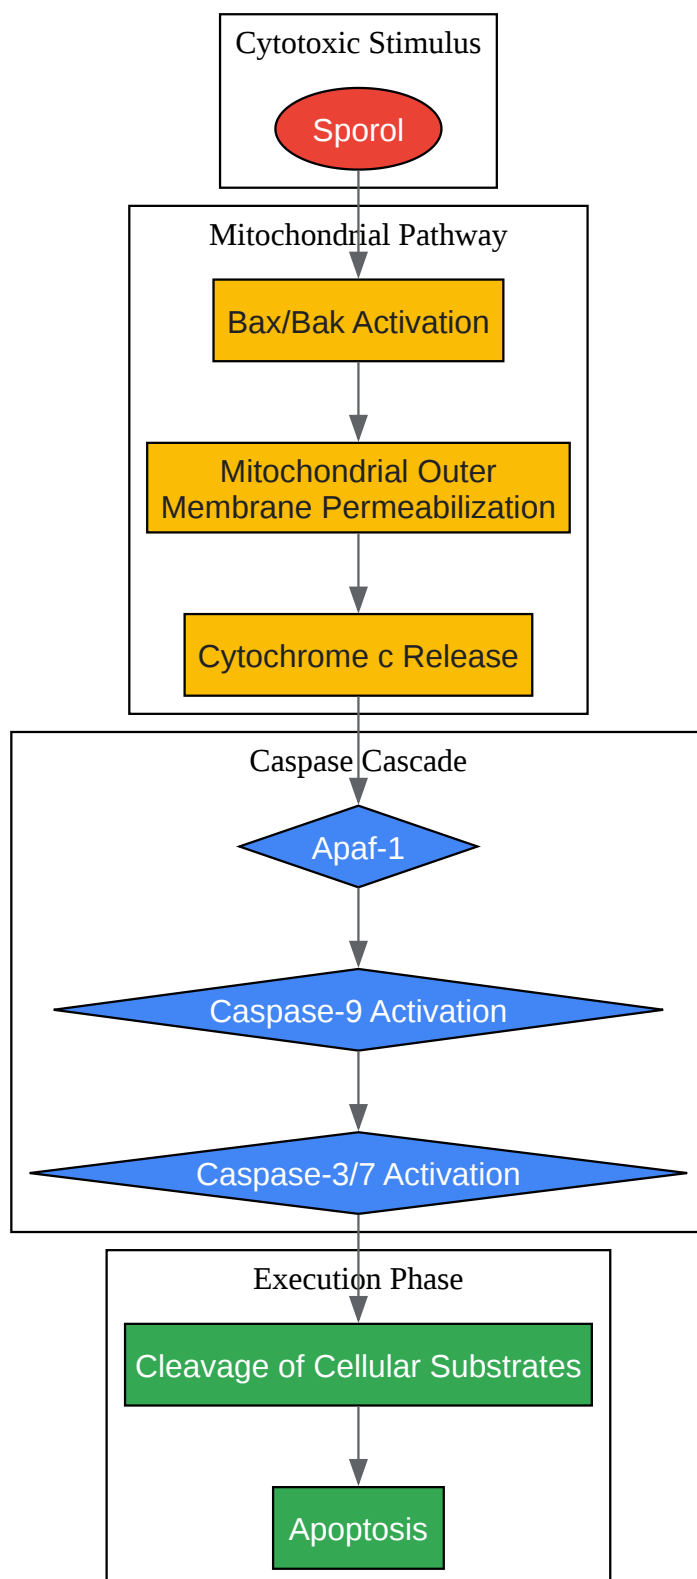 Cytotoxic Stimulus
Sporol
Mitochondrial Pathway
Bax/Bak Activation
Mitochondrial Outer
Membrane Permeabilization
Cytochrome c Release
Caspase Cascade
Apaf-1
Caspase-9 Activation
Caspase-3/7 Activation
Execution Phase
Cleavage of Cellular Substrates
Apoptosis